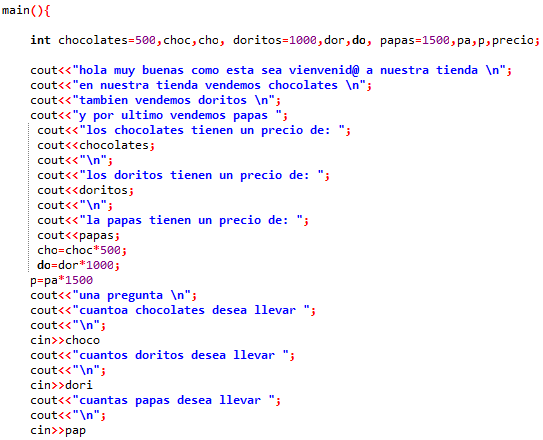 main(){
int chocolates=500,choc,cho, doritos=1000,dor,do, papas=1500,pa,p,precio;
cout<<"hola muy buenas como esta sea vienvenid@ a nuestra tienda \n";
cout<<"en nuestra tienda vendemos chocolates \n";
cout<<"tambien vendemos doritos \n";
cout<<"y por ultimo vendemos papas ";
cout<<"los chocolates tienen un precio de: ";
cout<<chocolates;
cout<<"\n";
cout<<"los doritos tienen un precio de: ";
cout<<doritos;
cout<<"\n";
cout<<"la papas tienen un precio de: ";
cout<<papas;
cho=choc*500;
do=dor*1000;
p=pa*1500
cout<<"una pregunta \n";
cout<<"cuantoa chocolates desea llevar ";
cout<<"\n";
cin>>choco
cout<<"cuantos doritos desea llevar ";
cout<<"\n";
cin>>dori
cout<<"cuantas papas desea llevar ";
cout<<"\n";
cin>>pap